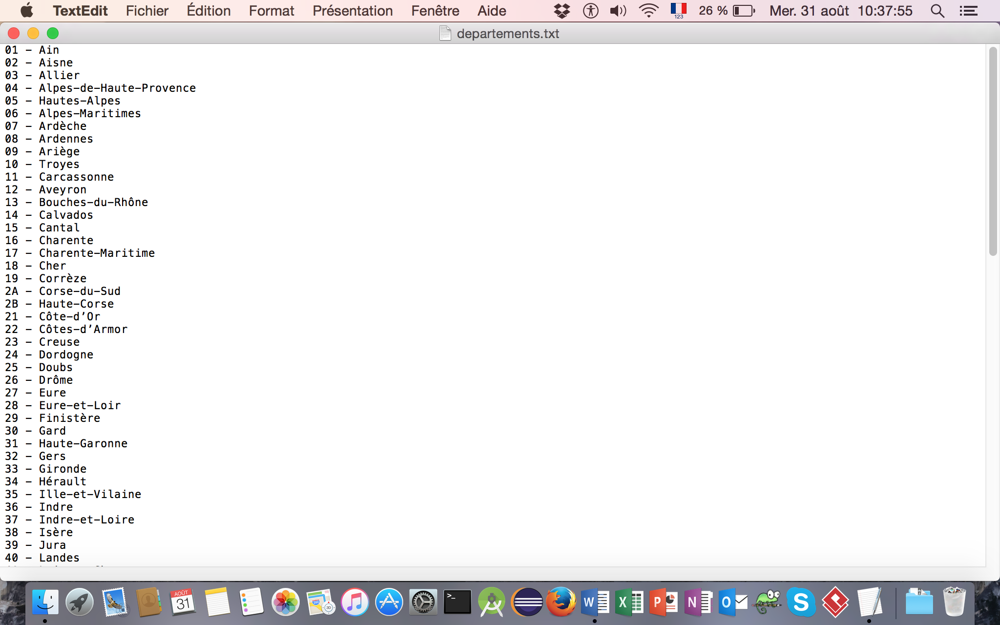 TextEdit Fichier Édition Format Présentation Fenêtre Aide 123 26 % Mer. 31 août 10:37:55
departements.txt
01 - Ain
02 - Aisne
03 - Allier
04 - Alpes-de-Haute-Provence
05 - Hautes-Alpes
06 - Alpes-Maritimes
07 - Ardèche
08 - Ardennes
09 - Ariège
10 - Troyes
11 - Carcassonne
12 - Aveyron
13 - Bouches-du-Rhône
14 - Calvados
15 - Cantal
16 - Charente
17 - Charente-Maritime
18 - Cher
19 - Corrèze
2A - Corse-du-Sud
2B - Haute-Corse
21 - Côte-d’Or
22 - Côtes-d’Armor
23 - Creuse
24 - Dordogne
25 - Doubs
26 - Drôme
27 - Eure
28 - Eure-et-Loir
29 - Finistère
30 - Gard
31 - Haute-Garonne
32 - Gers
33 - Gironde
34 - Hérault
35 - Ille-et-Vilaine
36 - Indre
37 - Indre-et-Loire
38 - Isère
39 - Jura
40 - Landes
AOÛT
31
280
3D
>_
W
X
P
N
O
S